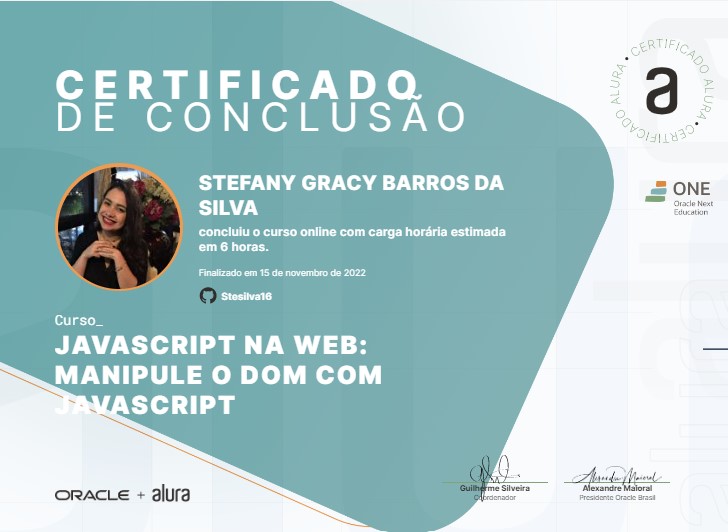 CERTIFICADO
DE CONCLUSÃO
CERTIFICADO ALURA • CERTIFICADO ALURA •
a
ONE
Oracle Next
Education
STEFANY GRACY BARROS DA
SILVA
concluiu o curso online com carga horária estimada
em 6 horas.
Finalizado em 15 de novembro de 2022
Stesilva16
Curso_
JAVASCRIPT NA WEB:
MANIPULE O DOM COM
JAVASCRIPT
ORACLE + alura
Guilherme Silveira
Coordenador
Alexandre Maioral
Presidente Oracle Brasil